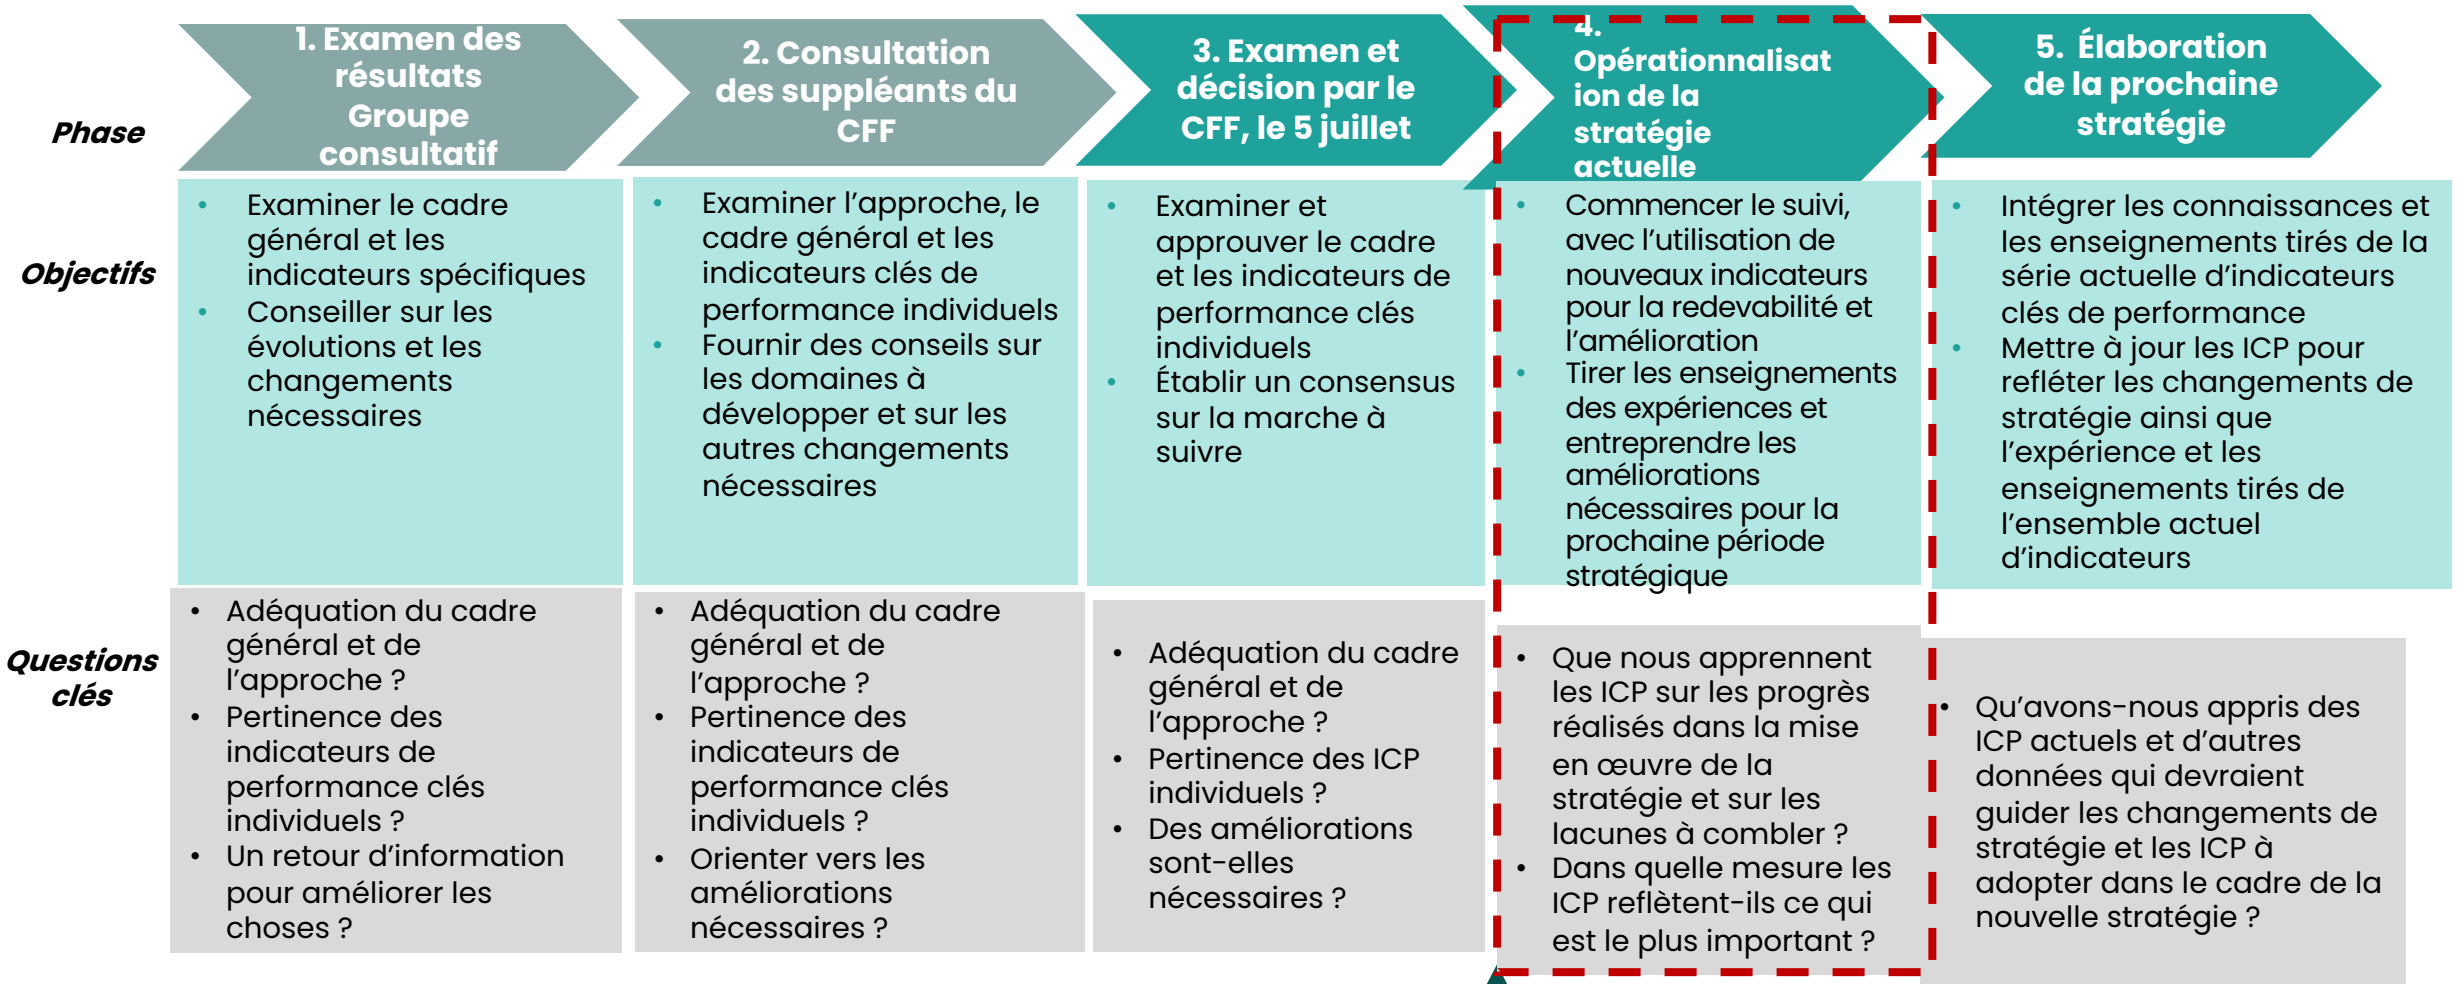 Phase
1. Examen des
résultats
Groupe
consultatif
2. Consultation
des suppléants du
CFF
3. Examen et
décision par le
CFF, le 5 juillet
4.
Opérationnalisat
ion de la
stratégie
actuelle
5. Élaboration
de la prochaine
stratégie
Objectifs
• Examiner le cadre
général et les
indicateurs spécifiques
• Conseiller sur les
évolutions et les
changements
nécessaires
• Examiner l’approche, le
cadre général et les
indicateurs clés de
performance individuels
• Fournir des conseils sur
les domaines à
développer et sur les
autres changements
nécessaires
• Examiner et
approuver le cadre
et les indicateurs de
performance clés
individuels
• Établir un consensus
sur la marche à
suivre
• Commencer le suivi,
avec l’utilisation de
nouveaux indicateurs
pour la redevabilité et
l’amélioration
• Tirer les enseignements
des expériences et
entreprendre les
améliorations
nécessaires pour la
prochaine période
stratégique
• Intégrer les connaissances et
les enseignements tirés de la
série actuelle d’indicateurs
clés de performance
• Mettre à jour les ICP pour
refléter les changements de
stratégie ainsi que
l’expérience et les
enseignements tirés de
l’ensemble actuel
d’indicateurs
Questions
clés
• Adéquation du cadre
général et de
l’approche ?
• Pertinence des
indicateurs de
performance clés
individuels ?
• Un retour d’information
pour améliorer les
choses ?
• Adéquation du cadre
général et de
l’approche ?
• Pertinence des
indicateurs de
performance clés
individuels ?
• Orienter vers les
améliorations
nécessaires ?
• Adéquation du cadre
général et de
l’approche ?
• Pertinence des ICP
individuels ?
• Des améliorations
sont-elles
nécessaires ?
• Que nous apprennent
les ICP sur les progrès
réalisés dans la mise
en œuvre de la
stratégie et sur les
lacunes à combler ?
• Dans quelle mesure les
ICP reflètent-ils ce qui
est le plus important ?
• Qu’avons-nous appris des
ICP actuels et d’autres
données qui devraient
guider les changements de
stratégie et les ICP à
adopter dans le cadre de la
nouvelle stratégie ?